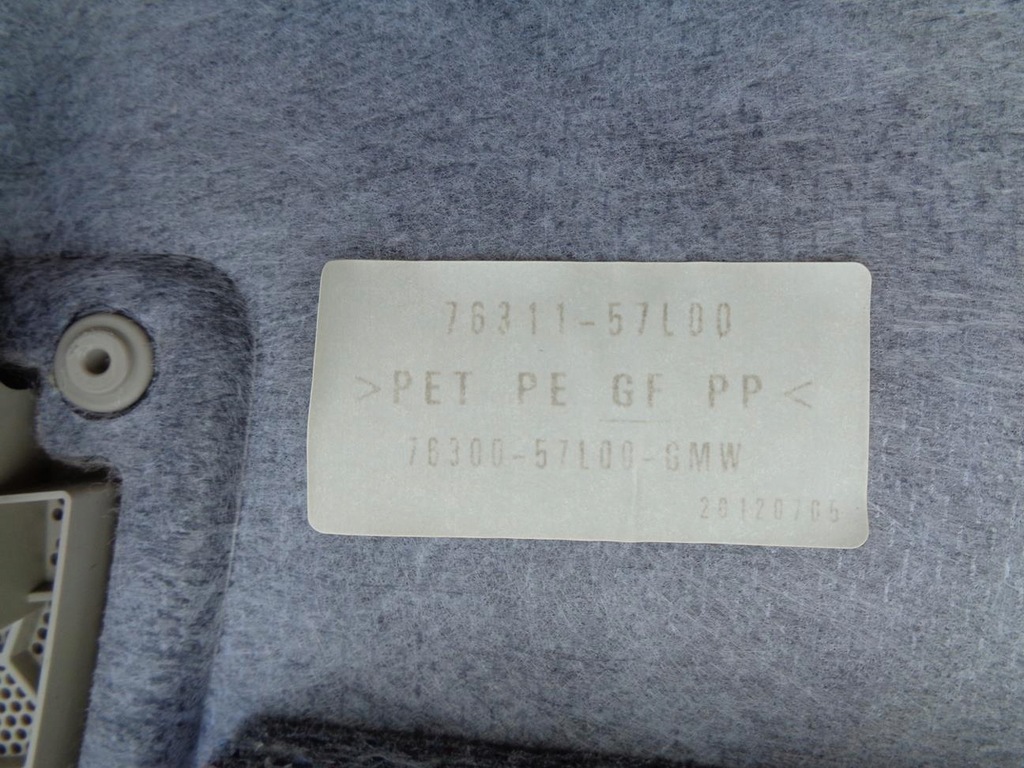 76311-57L00
>PET PE GF PP<
76300-57L00-GMW
20120705